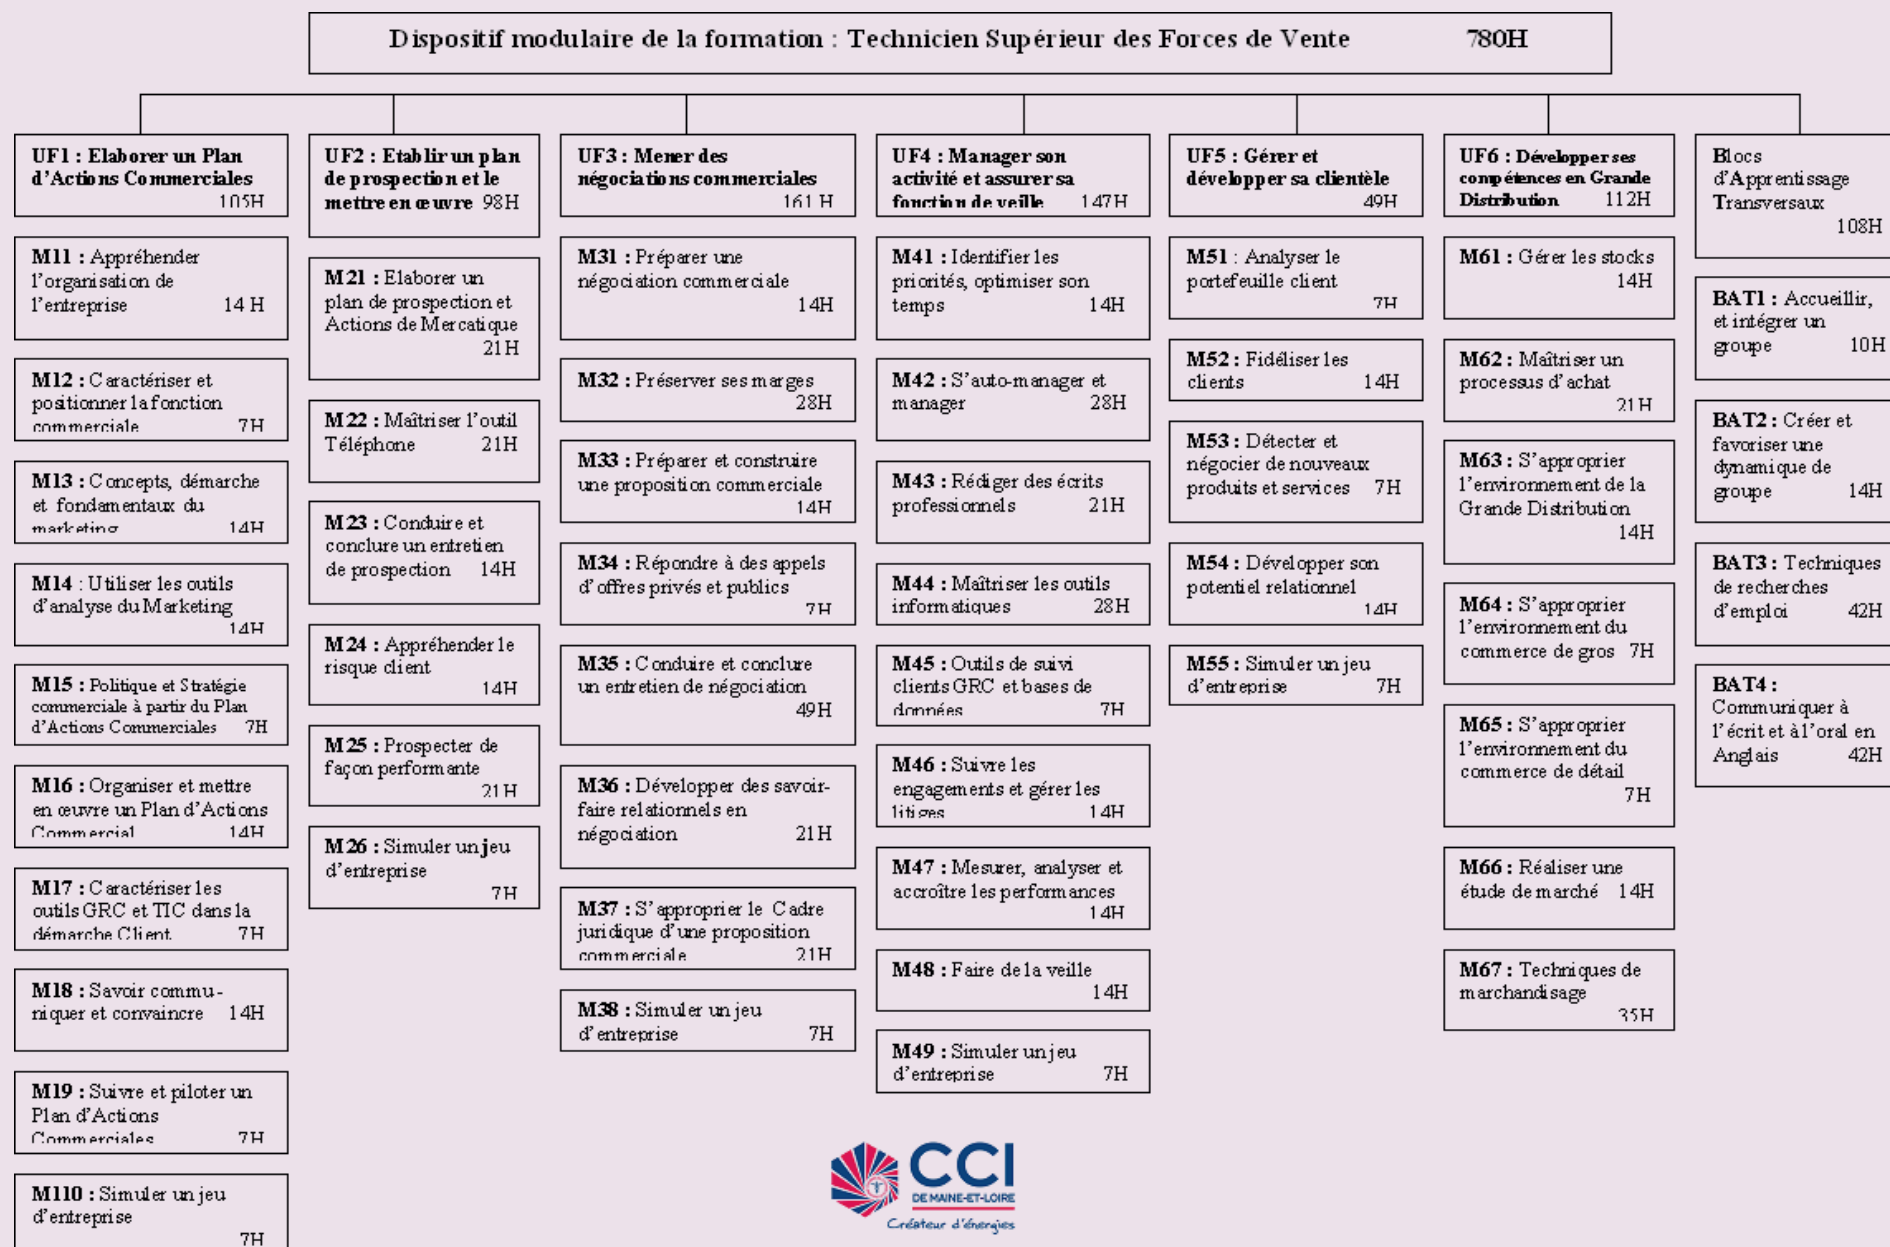 Dispositif modulaire de la formation : Technicien Supérieur des Forces de Vente 780H
UF1 : Elaborer un Plan
d'Actions Commerciales
105H
M11 : Appréhender
l'organisation de
l'entreprise 14 H
M12 : Caractériser et
positionner la fonction
commerciale 7H
M13 : Concepts, démarche
et fondamentaux du
marketing 14H
M14 : Utiliser les outils
d'analyse du Marketing
14H
M15 : Politique et Stratégie
commerciale à partir du Plan
d'Actions Commerciales 7H
M16 : Organiser et mettre
en œuvre un Plan d'Actions
Commercial 14H
M17 : Caractériser les
outils GRC et TIC dans la
démarche Client 7H
M18 : Savoir commu-
niquer et convaincre 14H
M19 : Suivre et piloter un
Plan d'Actions
Commerciales 7H
M110 : Simuler un jeu
d'entreprise
7H
UF2 : Etablir un plan
de prospection et le
mettre en œuvre 98H
M21 : Elaborer un
plan de prospection et
Actions de Mercatique
21H
M22 : Maîtriser l'outil
Téléphone 21H
M23 : Conduire et
conclure un entretien
de prospection 14H
M24 : Appréhender le
risque client
14H
M25 : Prospecter de
façon performante
21H
M26 : Simuler un jeu
d'entreprise
7H
UF3 : Mener des
négociations commerciales
161 H
M31 : Préparer une
négociation commerciale
14H
M32 : Préserver ses marges
28H
M33 : Préparer et construire
une proposition commerciale
14H
M34 : Répondre à des appels
d'offres privés et publics
7H
M35 : Conduire et conclure
un entretien de négociation
49H
M36 : Développer des savoir-
faire relationnels en
négociation 21H
M37 : S'approprier le Cadre
juridique d'une proposition
commerciale 21H
M38 : Simuler un jeu
d'entreprise 7H
UF4 : Manager son
activité et assurer sa
fonction de veille 147H
M41 : Identifier les
priorités, optimiser son
temps 14H
M42 : S'auto-manager et
manager 28H
M43 : Rédiger des écrits
professionnels 21H
M44 : Maîtriser les outils
informatiques 28H
M45 : Outils de suivi
clients GRC et bases de
données 7H
M46 : Suivre les
engagements et gérer les
litiges 14H
M47 : Mesurer, analyser et
accroître les performances
14H
M48 : Faire de la veille
14H
M49 : Simuler un jeu
d'entreprise 7H
UF5 : Gérer et
développer sa clientèle
49H
M51 : Analyser le
portefeuille client
7H
M52 : Fidéliser les
clients 14H
M53 : Détecter et
négocier de nouveaux
produits et services 7H
M54 : Développer son
potentiel relationnel
14H
M55 : Simuler un jeu
d'entreprise 7H
UF6 : Développer ses
compétences en Grande
Distribution 112H
M61 : Gérer les stocks
14H
M62 : Maîtriser un
processus d'achat
21H
M63 : S'approprier
l'environnement de la
Grande Distribution
14H
M64 : S'approprier
l'environnement du
commerce de gros 7H
M65 : S'approprier
l'environnement du
commerce de détail
7H
M66 : Réaliser une
étude de marché 14H
M67 : Techniques de
marchandisage
35H
Blocs
d'Apprentissage
Transversaux
108H
BAT1 : Accueillir,
et intégrer un
groupe 10H
BAT2 : Créer et
favoriser une
dynamique de
groupe 14H
BAT3 : Techniques
de recherches
d'emploi 42H
BAT4 :
Communiquer à
l'écrit et à l'oral en
Anglais 42H
CCI
DE MAINE-ET-LOIRE
Créateur d'énergies